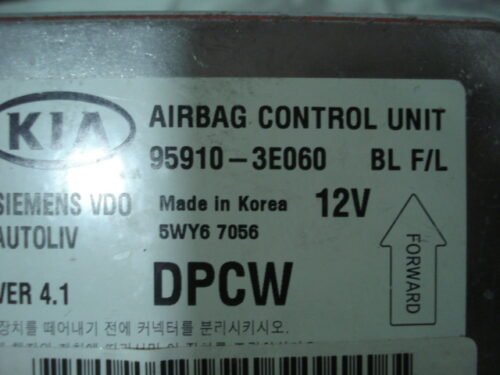 KIA
AIRBAG CONTROL UNIT
95910-3E060 BL F/L
SIEMENS VDO
AUTOLIV
Made in Korea 12V
5WY6 7056
FORWARD
VER 4.1
DPCW
장치를 떼어내기 전에 커넥터를 분리시키시오.